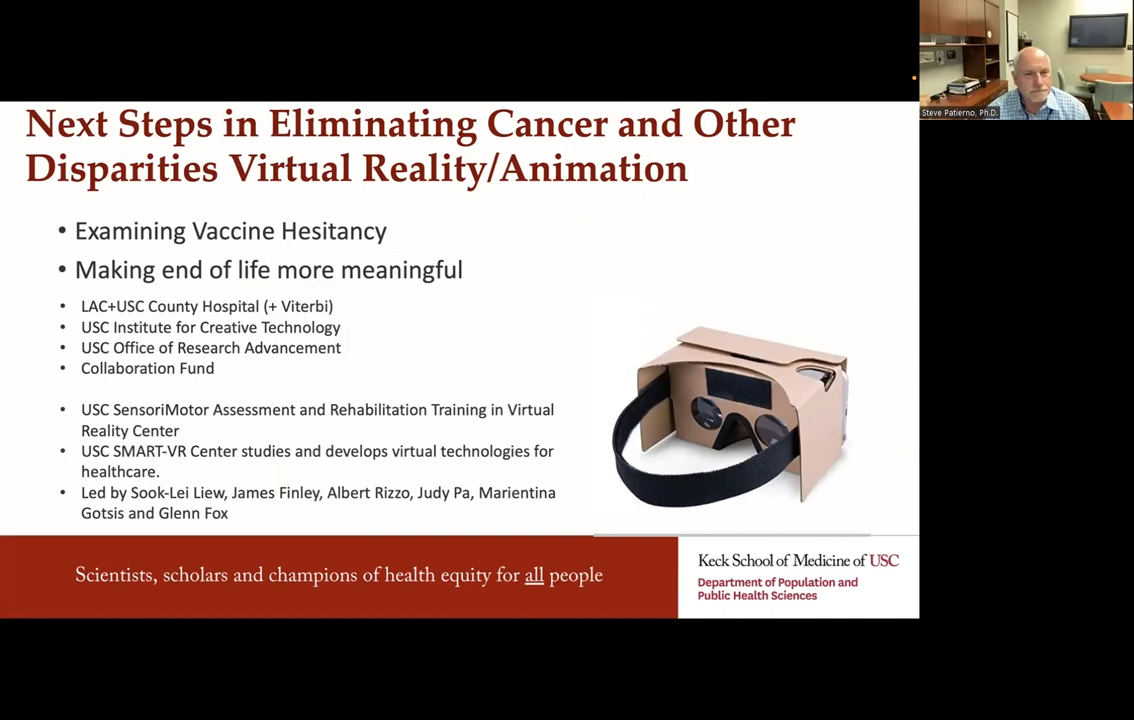 Next Steps in Eliminating Cancer and Other
Disparities Virtual Reality/Animation
• Examining Vaccine Hesitancy
• Making end of life more meaningful
• LAC+USC County Hospital (+ Viterbi)
• USC Institute for Creative Technology
• USC Office of Research Advancement
• Collaboration Fund
• USC SensoriMotor Assessment and Rehabilitation Training in Virtual
Reality Center
• USC SMART-VR Center studies and develops virtual technologies for
healthcare.
• Led by Sook-Lei Liew, James Finley, Albert Rizzo, Judy Pa, Marientina
Gotsis and Glenn Fox
Scientists, scholars and champions of health equity for all people
Keck School of Medicine of USC
Department of Population and
Public Health Sciences
Steve Patierno, Ph.D.